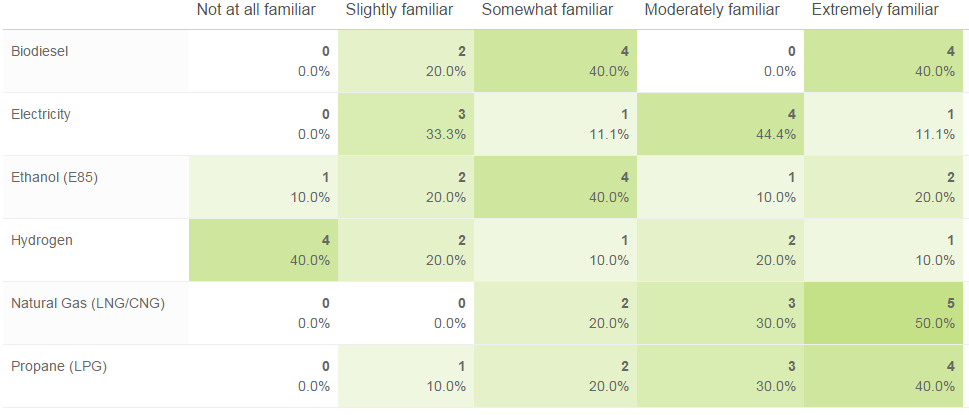 Not at all familiar Slightly familiar Somewhat familiar Moderately familiar Extremely familiar
Biodiesel 0 2 4 0 4
0.0% 20.0% 40.0% 0.0% 40.0%
Electricity 0 3 1 4 1
0.0% 33.3% 11.1% 44.4% 11.1%
Ethanol (E85) 1 2 4 1 2
10.0% 20.0% 40.0% 10.0% 20.0%
Hydrogen 4 2 1 2 1
40.0% 20.0% 10.0% 20.0% 10.0%
Natural Gas (LNG/CNG) 0 0 2 3 5
0.0% 0.0% 20.0% 30.0% 50.0%
Propane (LPG) 0 1 2 3 4
0.0% 10.0% 20.0% 30.0% 40.0%